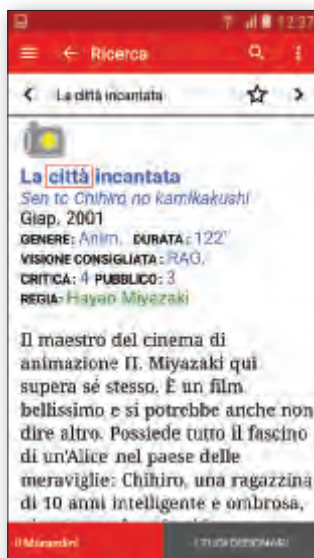 12:37
Ricerca
La città incantata
La città incantata
Sen to Chihiro no kamikakushi
Giap. 2001
GENERE: Anim. DURATA: 122'
VISIONE CONSIGLIATA: RAG.
CRITICA: 4 PUBBLICO: 3
REGIA: Hayao Miyazaki
Il maestro del cinema di
animazione H. Miyazaki qui
supera sé stesso. È un film
bellissimo e si potrebbe anche non
dire altro. Possiede tutto il fascino
di un'Alice nel paese delle
meraviglie: Chihiro, una ragazzina
di 10 anni intelligente e ombrosa,
il Morandini I TUOI DIZIONARI